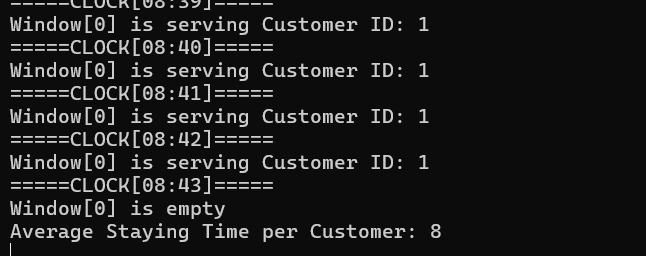 =====CLOCK[08:39]=====
Window[0] is serving Customer ID: 1
=====CLOCK[08:40]=====
Window[0] is serving Customer ID: 1
=====CLOCK[08:41]=====
Window[0] is serving Customer ID: 1
=====CLOCK[08:42]=====
Window[0] is serving Customer ID: 1
=====CLOCK[08:43]=====
Window[0] is empty
Average Staying Time per Customer: 8